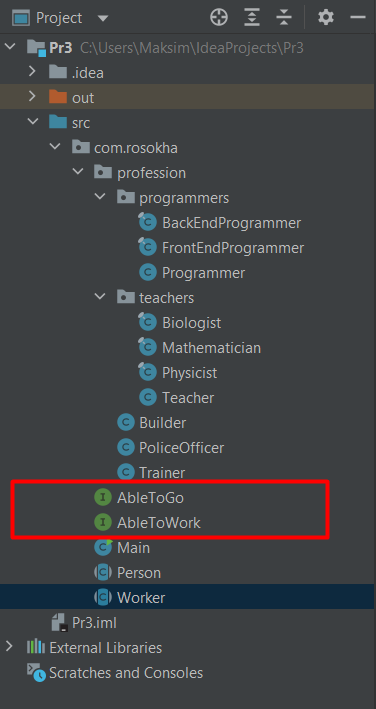 Project
Pr3 C:\Users\Maksim\IdeaProjects\Pr3
.idea
out
src
com.rosokha
profession
programmers
C BackEndProgrammer
C FrontEndProgrammer
C Programmer
teachers
C Biologist
C Mathematician
C Physicist
C Teacher
C Builder
C PoliceOfficer
C Trainer
I AbleToGo
I AbleToWork
C Main
C Person
C Worker
Pr3.iml
External Libraries
Scratches and Consoles